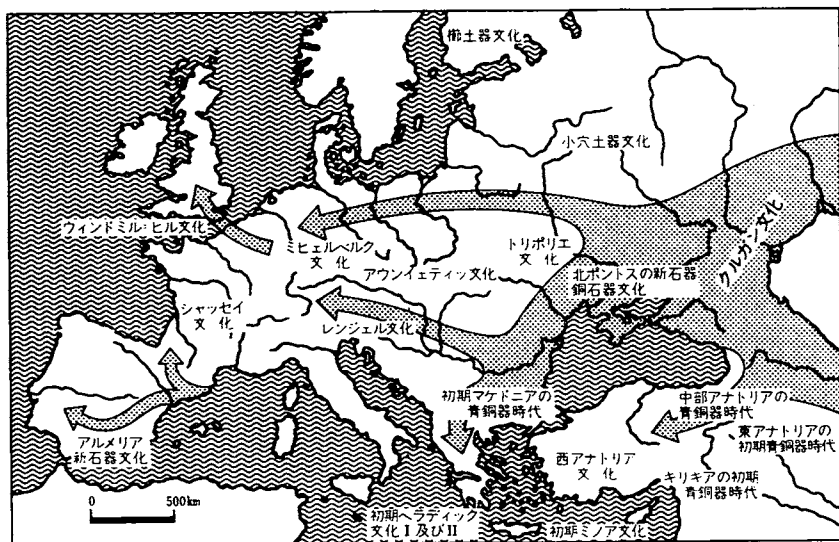 櫛土器文化
小穴土器文化
クルガン文化
ウィンドミル・ヒル文化
ヒェルベルク
文化
トリポリエ
文化
アウンイェティッ文化
北ポントスの新石器
銅石器文化
シャッセイ
文化
レンジェル文化
初期マケドニアの
青銅器時代
中部アナトリアの
青銅器時代
東アナトリアの
初期青銅器時代
アルメリア
新石器文化
西アナトリア
文化
キリキアの初期
青銅器時代
0 500km
初期ヘラディック
文化Ⅰ及びⅡ
初期ミノア文化